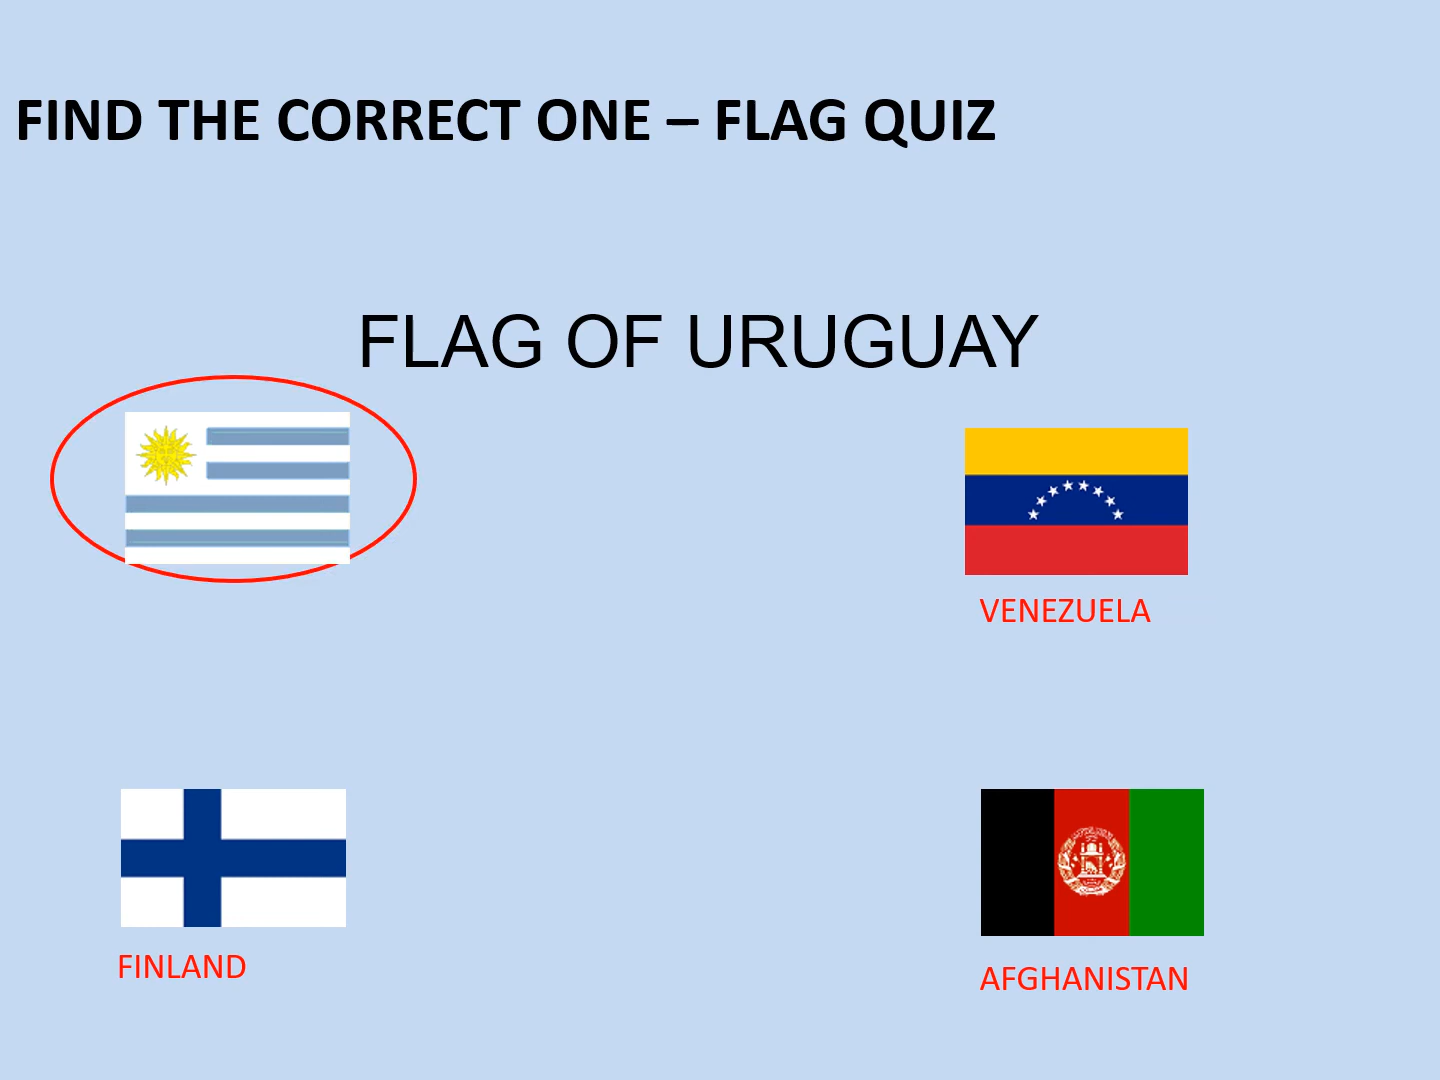 FIND THE CORRECT ONE – FLAG QUIZ
FLAG OF URUGUAY
VENEZUELA
FINLAND
AFGHANISTAN